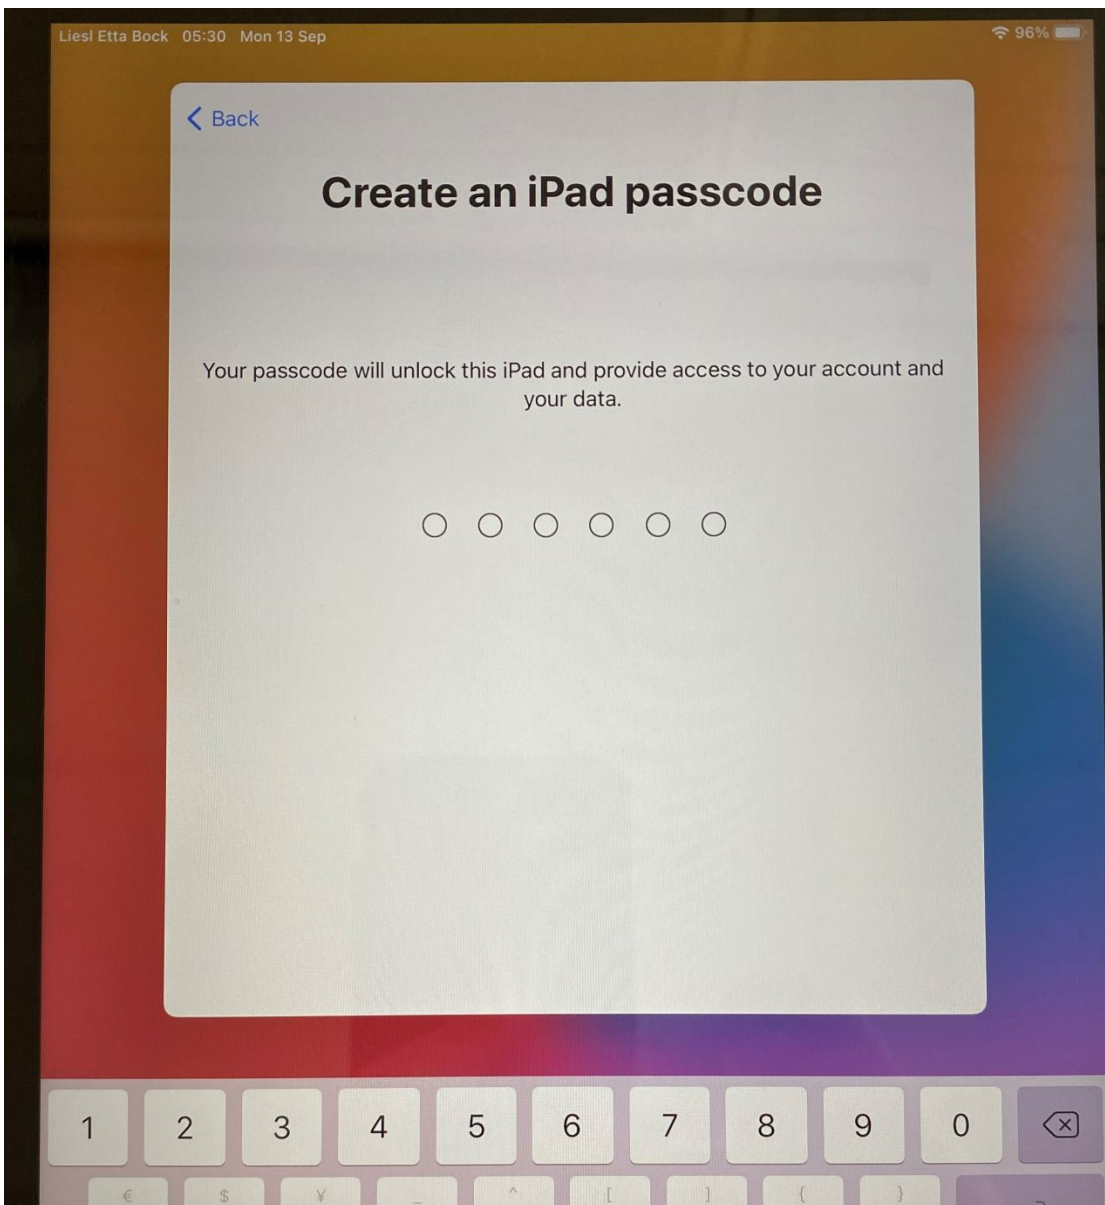 Liesl Etta Bock 05:30 Mon 13 Sep 96%
Back
Create an iPad passcode
Your passcode will unlock this iPad and provide access to your account and
your data.
1 2 3 4 5 6 7 8 9 0
€ $ ¥ _ ^ [ ] { }